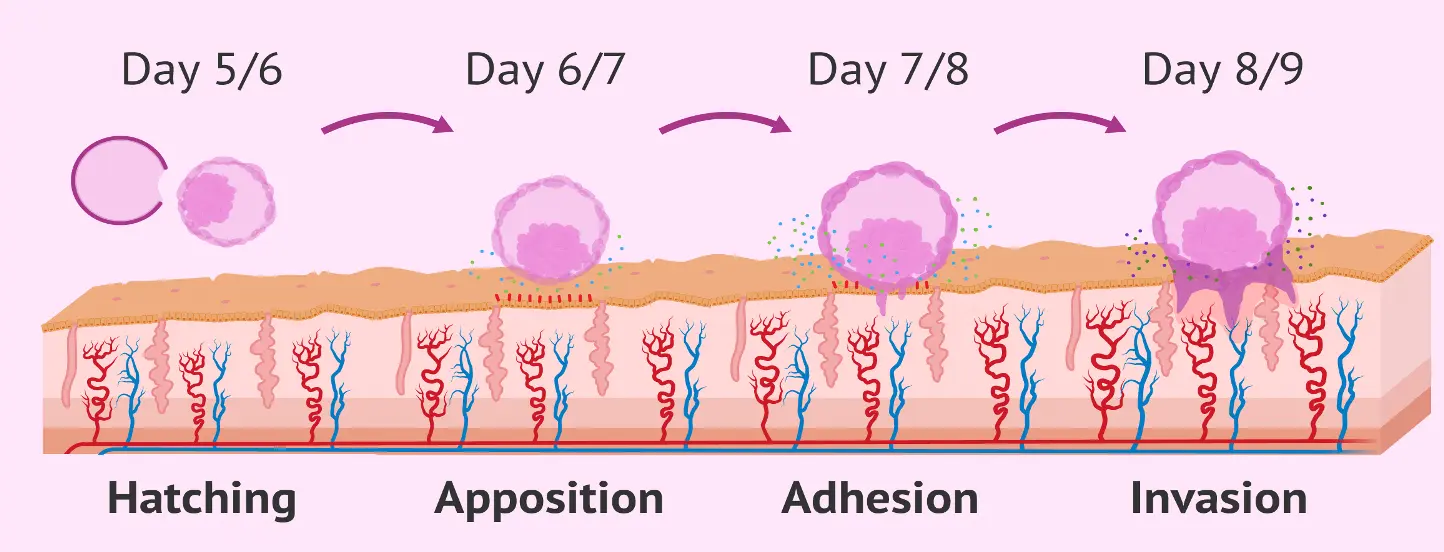 Day 5/6
Day 6/7
Day 7/8
Day 8/9
Hatching
Apposition
Adhesion
Invasion